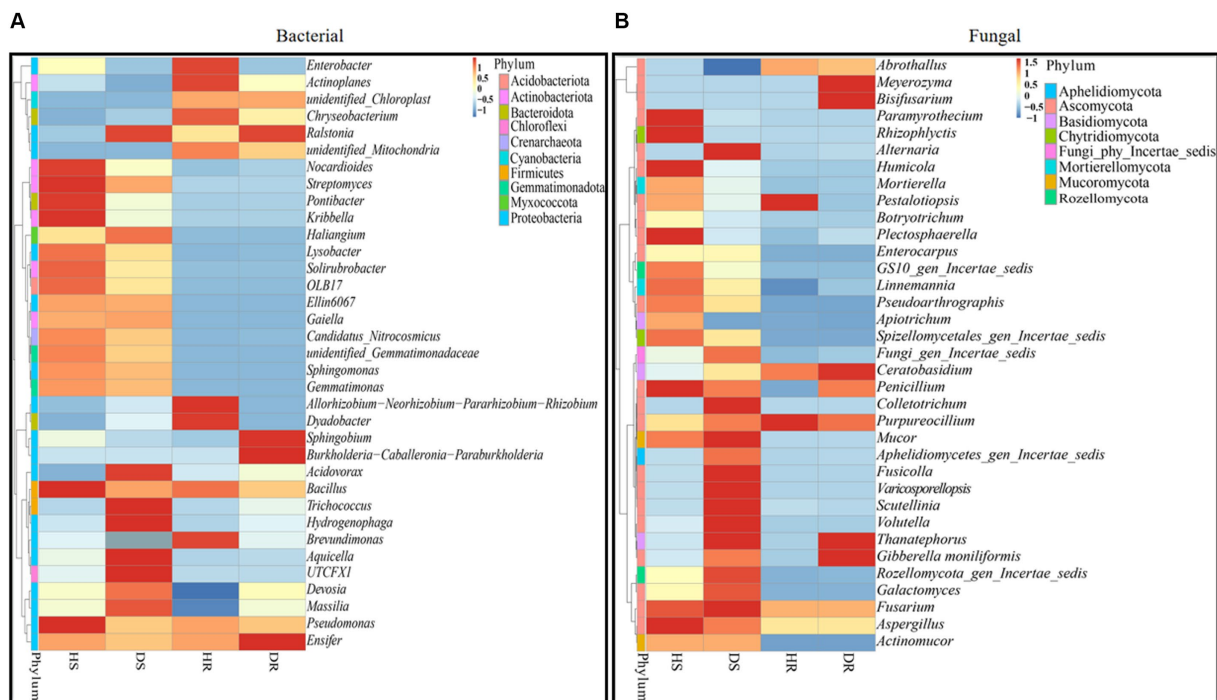 A
Bacterial
Enterobacter
Actinoplanes
unidentified_Chloroplast
Chryseobacterium
Ralstonia
unidentified_Mitochondria
Nocardioides
Streptomyces
Pontibacter
Kribbella
Haliangium
Lysobacter
Solirubrobacter
OLB17
Ellin6067
Gaiella
Candidatus_Nitrocosmicus
unidentified_Gemmatimonadaceae
Sphingomonas
Gemmatimonas
Allorhizobium−Neorhizobium−Pararhizobium−Rhizobium
Dyadobacter
Sphingobium
Burkholderia−Caballeronia−Paraburkholderia
Acidovorax
Bacillus
Trichococcus
Hydrogenophaga
Brevundimonas
Aquicella
UTCFX1
Devosia
Massilia
Pseudomonas
Ensifer
1
0.5
0
−0.5
−1
Phylum
Acidobacteriota
Actinobacteriota
Bacteroidota
Chloroflexi
Crenarchaeota
Cyanobacteria
Firmicutes
Gemmatimonadota
Myxococcota
Proteobacteria
Phylum
HS
DS
HR
DR
B
Fungal
Abrothallus
Meyerozyma
Bisifusarium
Paramyrothecium
Rhizophlyctis
Alternaria
Humicola
Mortierella
Pestalotiopsis
Botryotrichum
Plectosphaerella
Enterocarpus
GS10_gen_Incertae_sedis
Linnemannia
Pseudoarthrographis
Apiotrichum
Spizellomycetales_gen_Incertae_sedis
Fungi_gen_Incertae_sedis
Ceratobasidium
Penicillium
Colletotrichum
Purpureocillium
Mucor
Aphelidiomycetes_gen_Incertae_sedis
Fusicolla
Varicosporellopsis
Scutellinia
Volutella
Thanatephorus
Gibberella moniliformis
Rozellomycota_gen_Incertae_sedis
Galactomyces
Fusarium
Aspergillus
Actinomucor
1.5
1
0.5
0
−0.5
−1
Phylum
Aphelidiomycota
Ascomycota
Basidiomycota
Chytridiomycota
Fungi_phy_Incertae_sedis
Mortierellomycota
Mucoromycota
Rozellomycota
Phylum
HS
DS
HR
DR